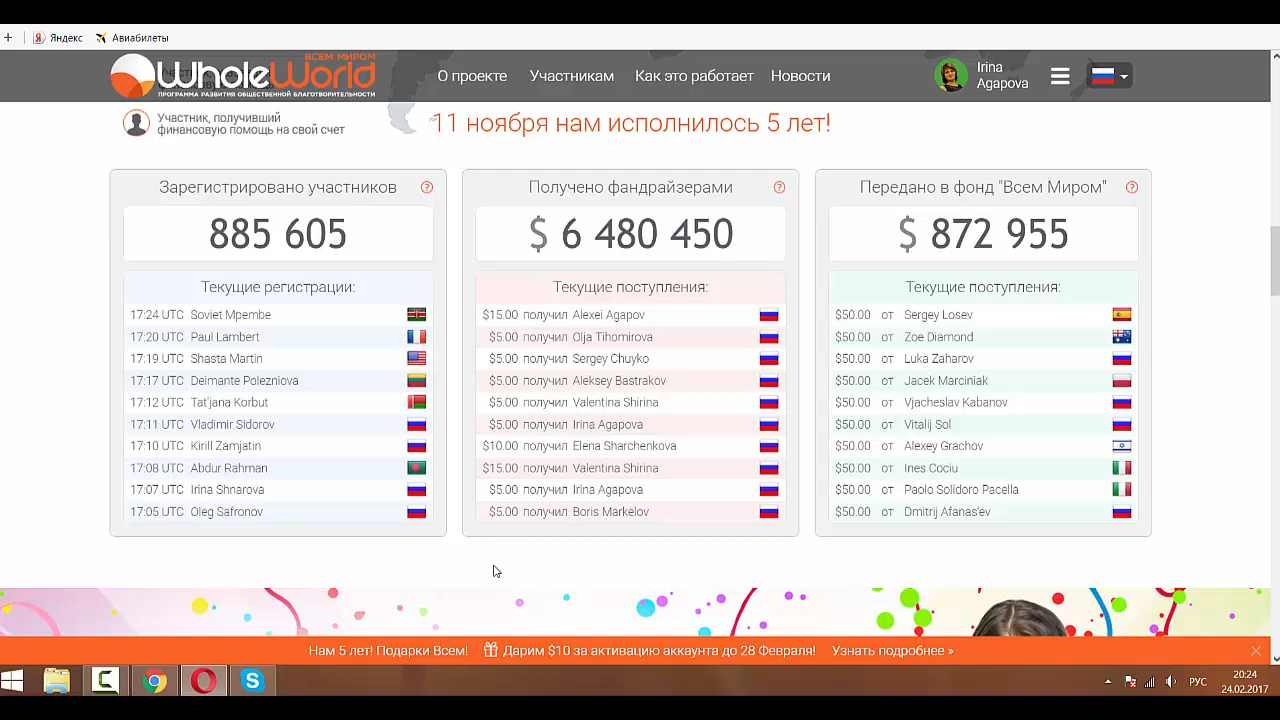 Яндекс
Авиабилеты
ВСЕМ МИРОМ
WholeWorld
ПРОГРАММА РАЗВИТИЯ ОБЩЕСТВЕННОЙ БЛАГОТВОРИТЕЛЬНОСТИ
О проекте
Участникам
Как это работает
Новости
Irina
Agapova
Участник, получивший
финансовую помощь на свой счет
11 ноября нам исполнилось 5 лет!
Зарегистрировано участников
885 605
Текущие регистрации:
17:24 UTC Soviet Mpembe
17:20 UTC Paul Lambert
17:19 UTC Shasta Martin
17:17 UTC Deimante Polezniova
17:12 UTC Tat'jana Korbut
17:11 UTC Vladimir Sidorov
17:10 UTC Kirill Zamjatin
17:08 UTC Abdur Rahman
17:07 UTC Irina Shnarova
17:05 UTC Oleg Safronov
Получено фандрайзерами
$ 6 480 450
Текущие поступления:
$15.00 получил Alexei Agapov
$5.00 получил Olja Tihomirova
$5.00 получил Sergey Chuyko
$5.00 получил Aleksey Bastrakov
$5.00 получил Valentina Shirina
$5.00 получил Irina Agapova
$10.00 получил Elena Sharchenkova
$15.00 получил Valentina Shirina
$5.00 получил Irina Agapova
$5.00 получил Boris Markelov
Передано в фонд "Всем Миром"
$ 872 955
Текущие поступления:
$50.00 от Sergey Losev
$50.00 от Zoe Diamond
$50.00 от Luka Zaharov
$50.00 от Jacek Marciniak
$50.00 от Vjacheslav Kabanov
$50.00 от Vitalij Sol
$50.00 от Alexey Grachov
$50.00 от Ines Cociu
$50.00 от Paolo Solidoro Pacella
$50.00 от Dmitrij Afanas'ev
Нам 5 лет! Подарки Всем! Дарим $10 за активацию аккаунта до 28 Февраля! Узнать подробнее »
РУС
20:24
24.02.2017